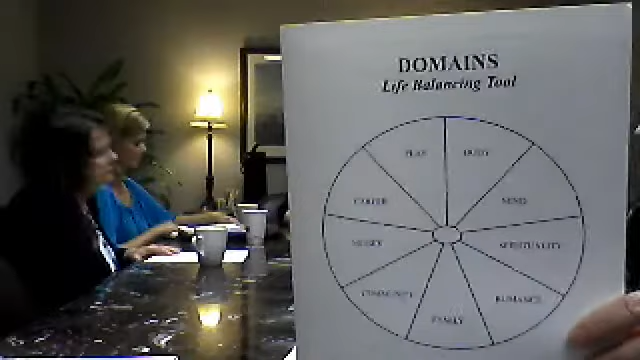 DOMAINS
Life Balancing Tool
PLAY
BODY
CAREER
MIND
MONEY
SPIRITUALITY
COMMUNITY
ROMANCE
FAMILY